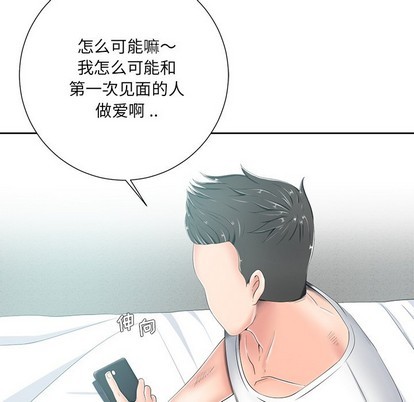 怎么可能嘛～
我怎么可能和
第一次见面的人
做爱啊 ..
伸向